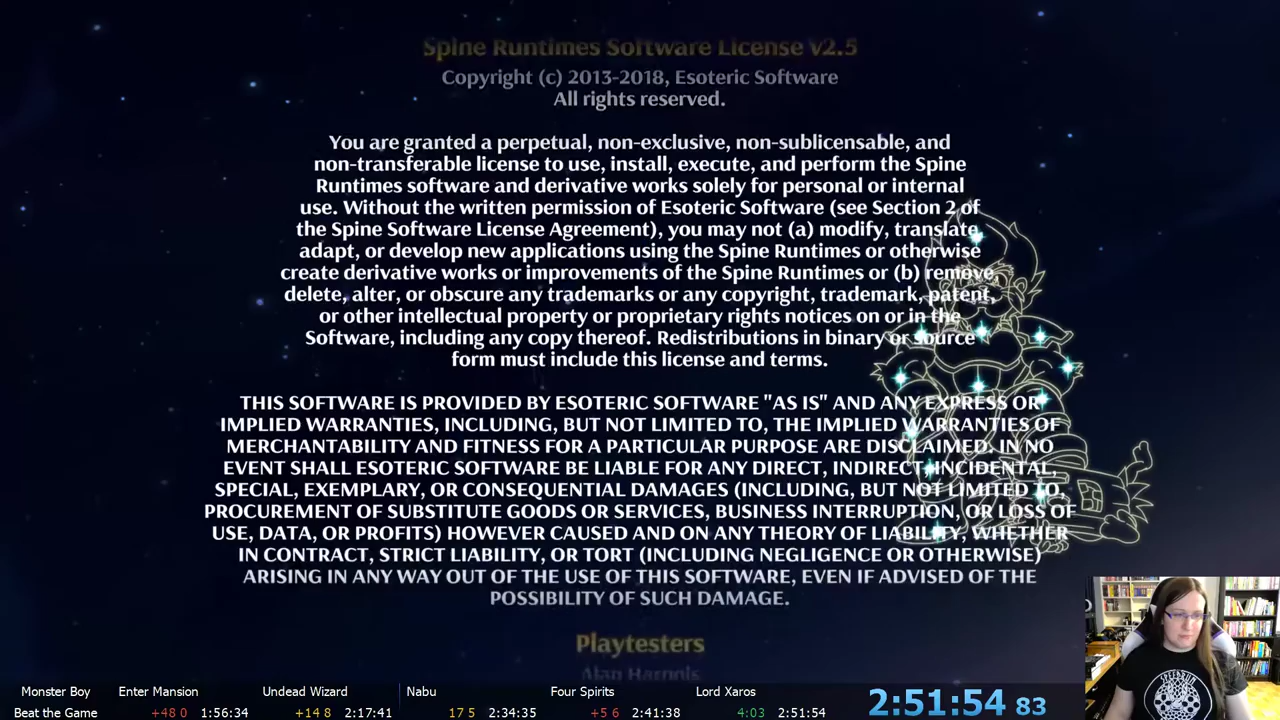 Spine Runtimes Software License v2.5
Copyright (c) 2013-2018, Esoteric Software
All rights reserved.
You are granted a perpetual, non-exclusive, non-sublicensable, and
non-transferable license to use, install, execute, and perform the Spine
Runtimes software and derivative works solely for personal or internal
use. Without the written permission of Esoteric Software (see Section 2 of
the Spine Software License Agreement), you may not (a) modify, translate,
adapt, or develop new applications using the Spine Runtimes or otherwise
create derivative works or improvements of the Spine Runtimes or (b) remove,
delete, alter, or obscure any trademarks or any copyright, trademark, patent,
or other intellectual property or proprietary rights notices on or in the
Software, including any copy thereof. Redistributions in binary or source
form must include this license and terms.
THIS SOFTWARE IS PROVIDED BY ESOTERIC SOFTWARE "AS IS" AND ANY EXPRESS OR
IMPLIED WARRANTIES, INCLUDING, BUT NOT LIMITED TO, THE IMPLIED WARRANTIES OF
MERCHANTABILITY AND FITNESS FOR A PARTICULAR PURPOSE ARE DISCLAIMED. IN NO
EVENT SHALL ESOTERIC SOFTWARE BE LIABLE FOR ANY DIRECT, INDIRECT, INCIDENTAL,
SPECIAL, EXEMPLARY, OR CONSEQUENTIAL DAMAGES (INCLUDING, BUT NOT LIMITED TO,
PROCUREMENT OF SUBSTITUTE GOODS OR SERVICES, BUSINESS INTERRUPTION, OR LOSS OF
USE, DATA, OR PROFITS) HOWEVER CAUSED AND ON ANY THEORY OF LIABILITY, WHETHER
IN CONTRACT, STRICT LIABILITY, OR TORT (INCLUDING NEGLIGENCE OR OTHERWISE)
ARISING IN ANY WAY OUT OF THE USE OF THIS SOFTWARE, EVEN IF ADVISED OF THE
POSSIBILITY OF SUCH DAMAGE.
Playtesters
Alan
Monster Boy Enter Mansion Undead Wizard Nabu Four Spirits Lord Xaros
Beat the Game +48 0 1:56:34 +14 8 2:17:41 17 5 2:34:35 +5 6 2:41:38 4:03 2:51:54
2:51:54 83